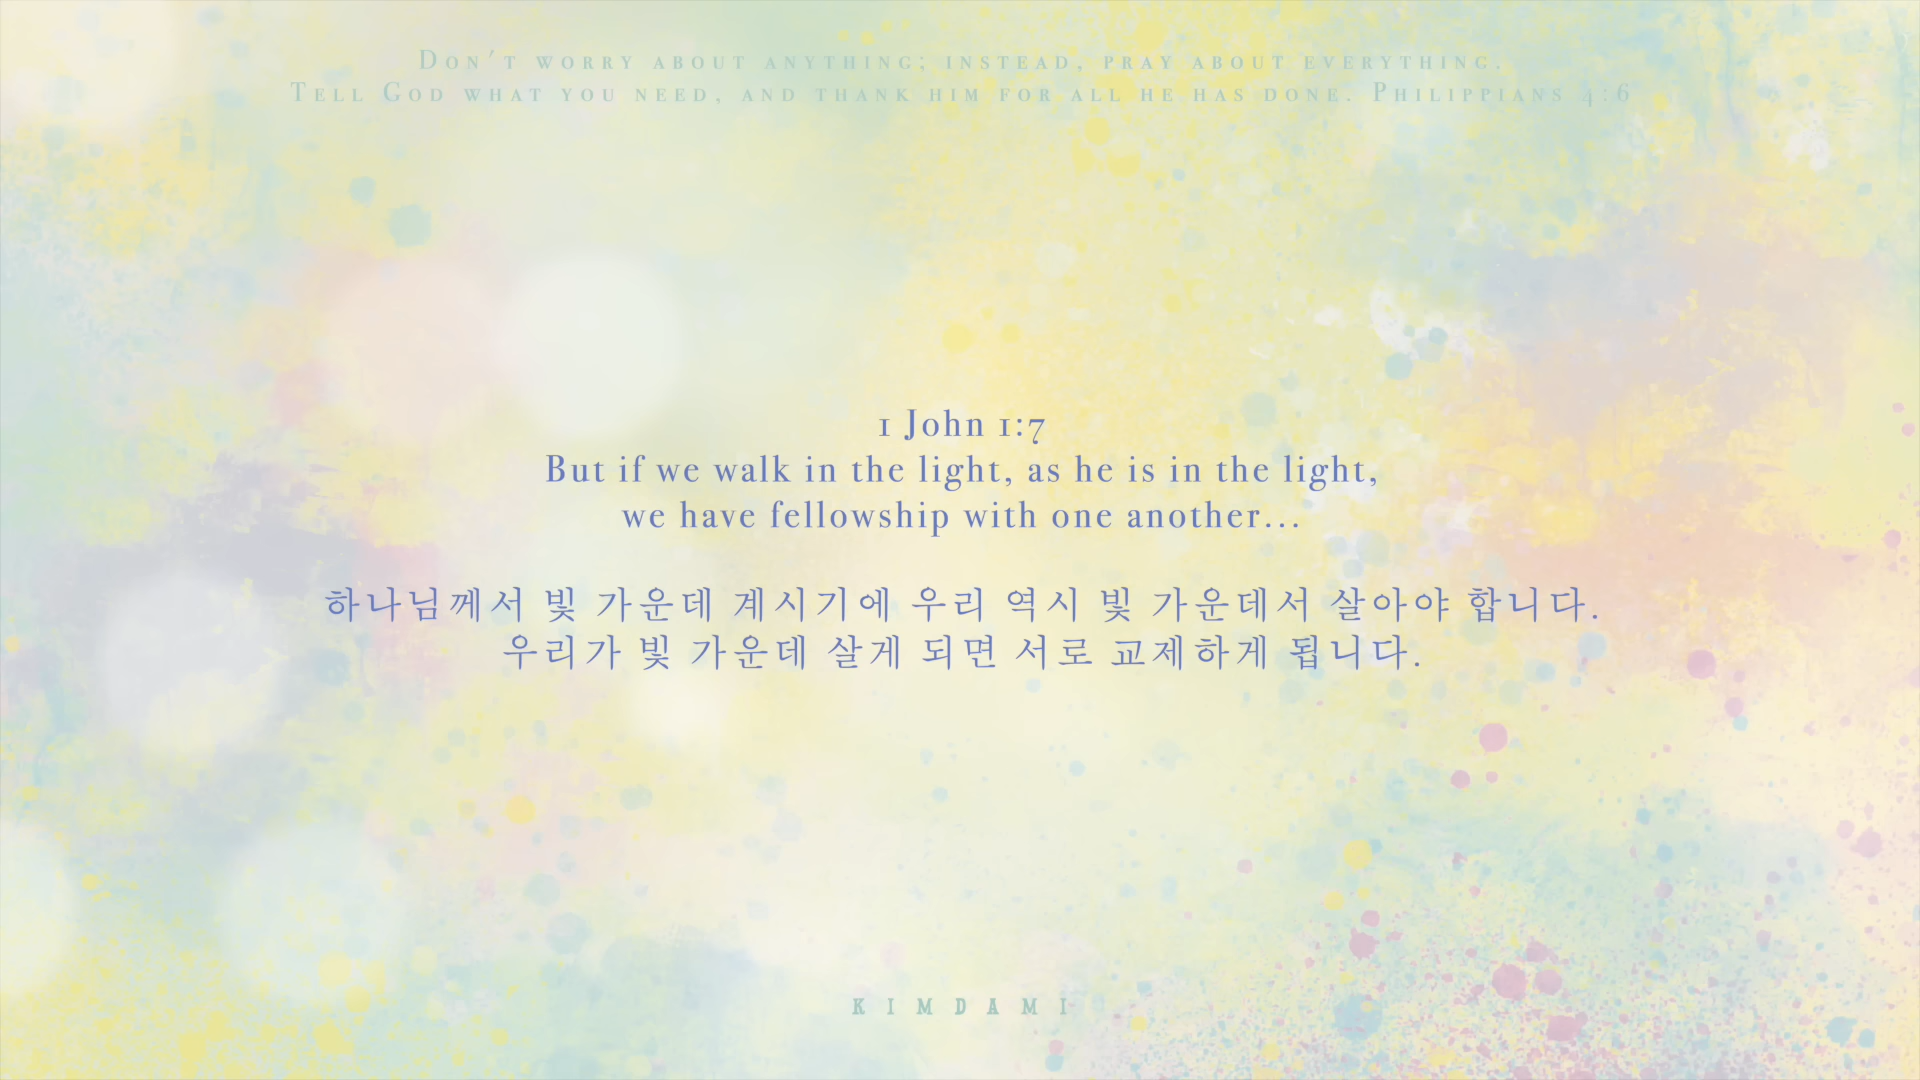 Don't worry about anything; instead, pray about everything.
Tell God what you need, and thank him for all he has done. Philippians 4:6
1 John 1:7
But if we walk in the light, as he is in the light,
we have fellowship with one another...
하나님께서 빛 가운데 계시기에 우리 역시 빛 가운데서 살아야 합니다.
우리가 빛 가운데 살게 되면 서로 교제하게 됩니다.
KIMDAMI